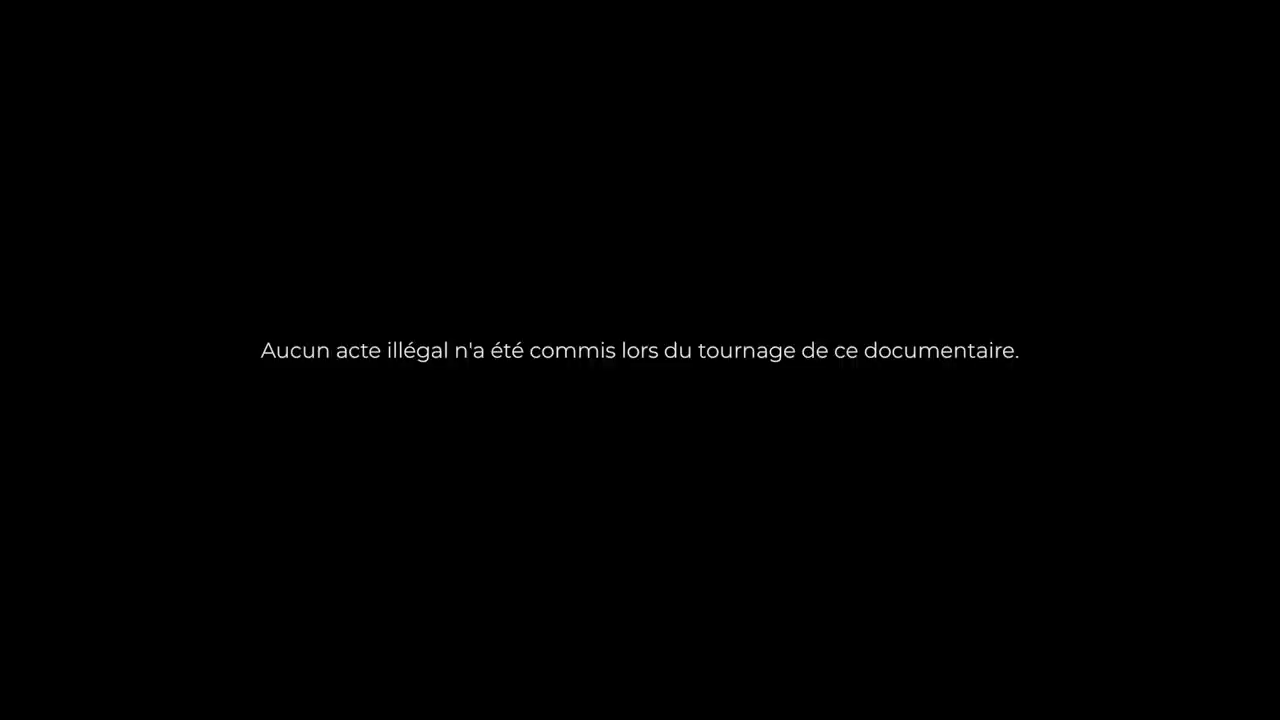 Aucun acte illégal n'a été commis lors du tournage de ce documentaire.